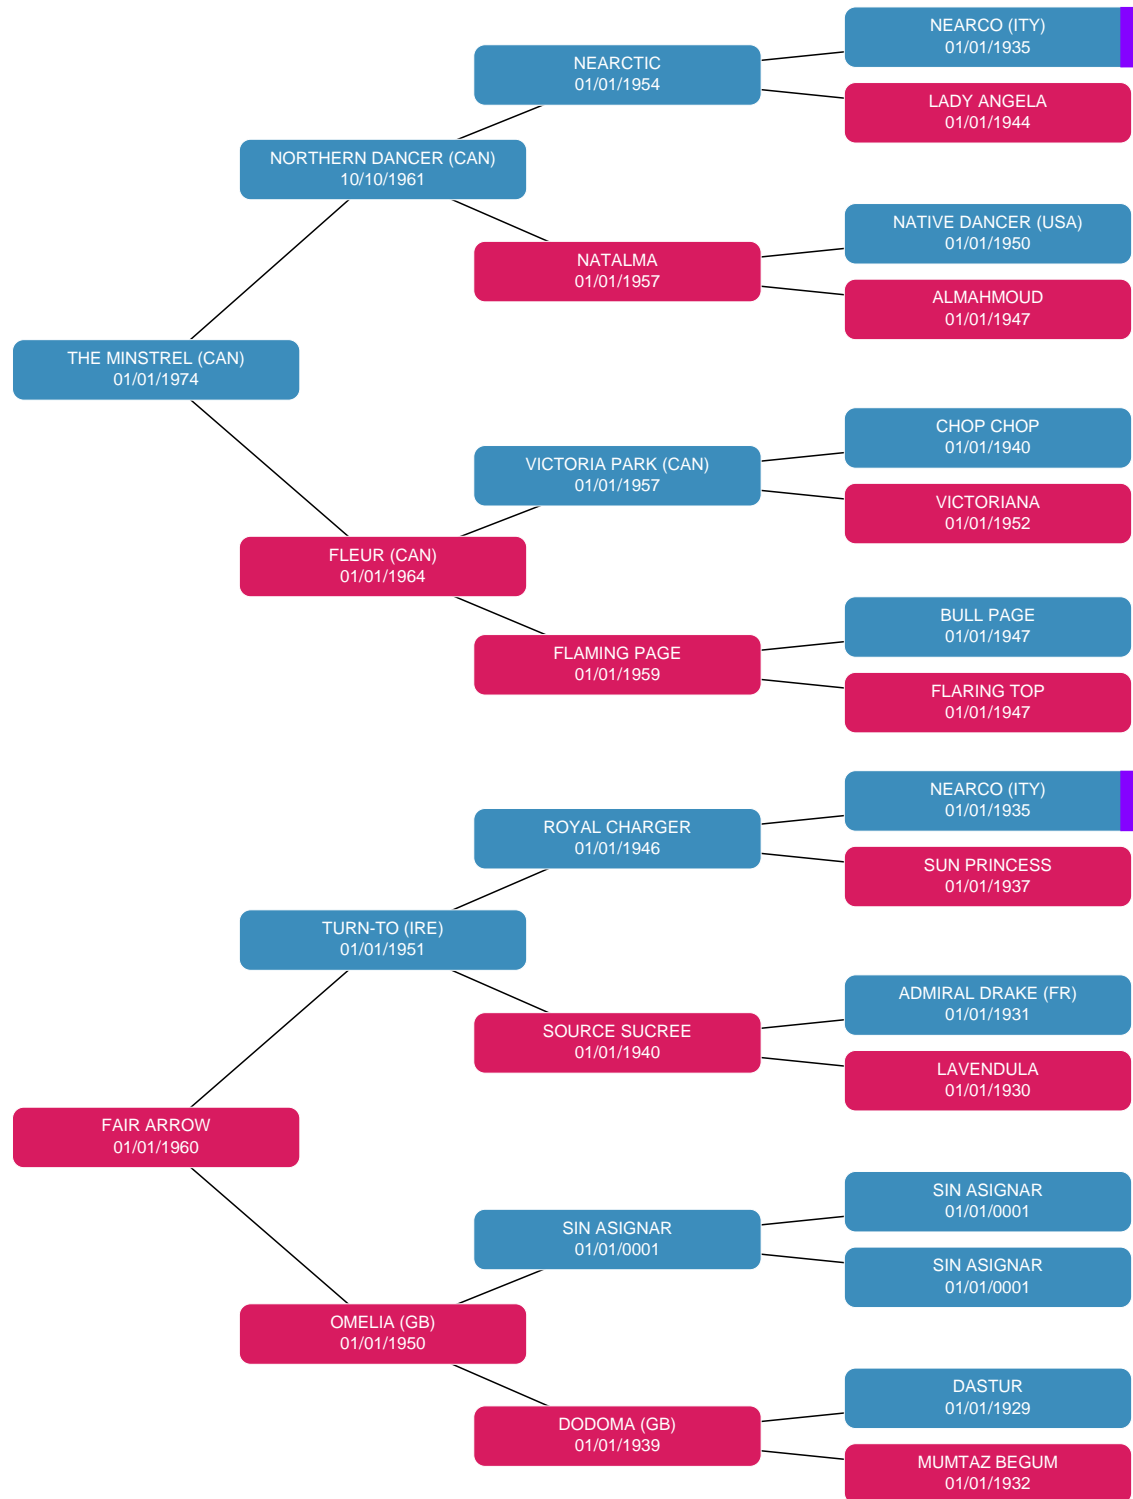 NEARCO (ITY)
01/01/1935
NEARCTIC
01/01/1954
LADY ANGELA
01/01/1944
NORTHERN DANCER (CAN)
10/10/1961
NATIVE DANCER (USA)
01/01/1950
NATALMA
01/01/1957
ALMAHMOUD
01/01/1947
THE MINSTREL (CAN)
01/01/1974
CHOP CHOP
01/01/1940
VICTORIA PARK (CAN)
01/01/1957
VICTORIANA
01/01/1952
FLEUR (CAN)
01/01/1964
BULL PAGE
01/01/1947
FLAMING PAGE
01/01/1959
FLARING TOP
01/01/1947
NEARCO (ITY)
01/01/1935
ROYAL CHARGER
01/01/1946
SUN PRINCESS
01/01/1937
TURN-TO (IRE)
01/01/1951
ADMIRAL DRAKE (FR)
01/01/1931
SOURCE SUCREE
01/01/1940
LAVENDULA
01/01/1930
FAIR ARROW
01/01/1960
SIN ASIGNAR
01/01/0001
SIN ASIGNAR
01/01/0001
SIN ASIGNAR
01/01/0001
OMELIA (GB)
01/01/1950
DASTUR
01/01/1929
DODOMA (GB)
01/01/1939
MUMTAZ BEGUM
01/01/1932